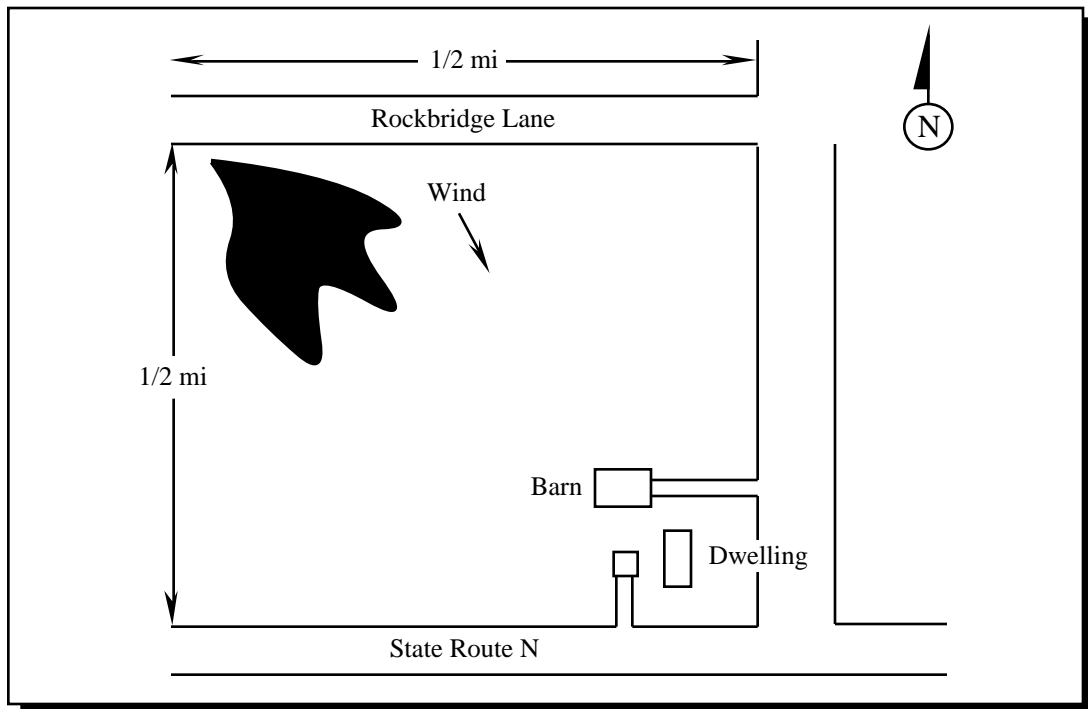 1/2 mi
Rockbridge Lane
N
Wind
1/2 mi
Barn
Dwelling
State Route N